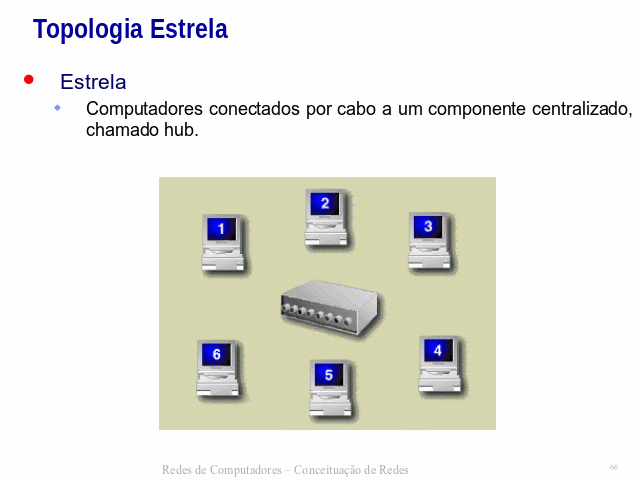 Topologia Estrela
Estrela
Computadores conectados por cabo a um componente centralizado,
chamado hub.
1
2
3
6
5
4
Redes de Computadores – Conceituação de Redes
66